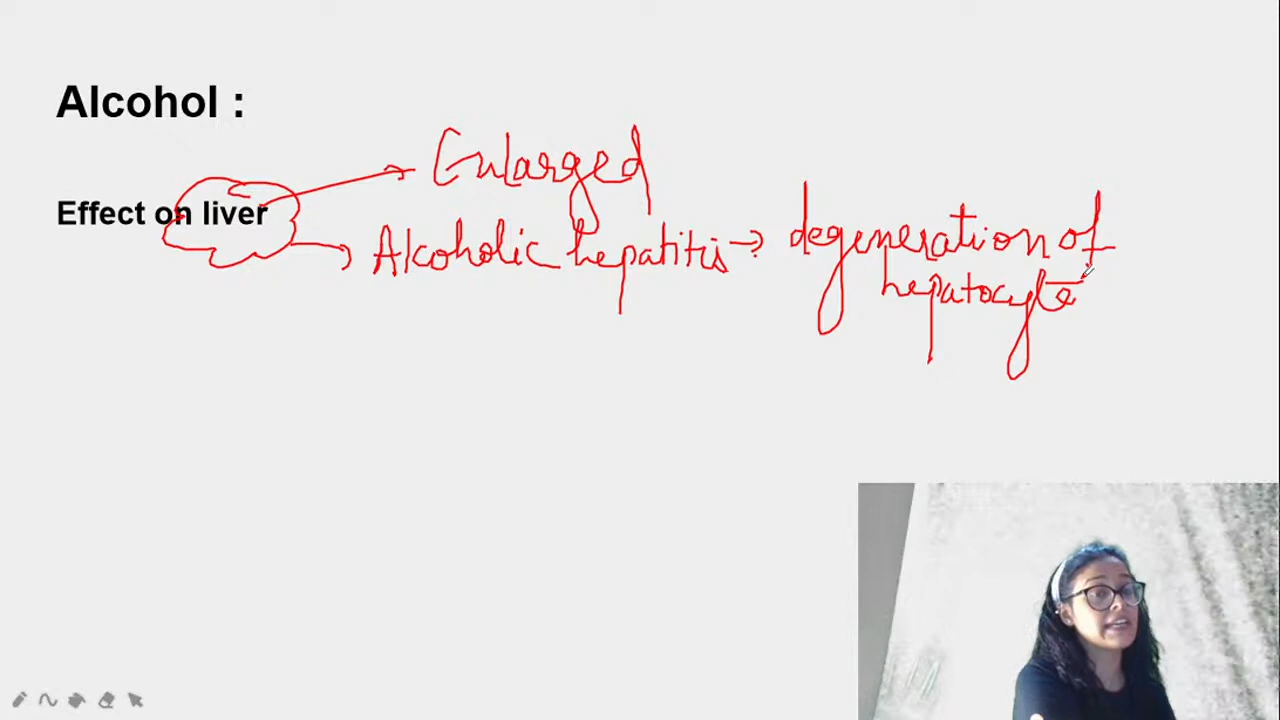 Alcohol :
Enlarged
Effect on liver
Alcoholic hepatitis → degeneration of
hepatocyte